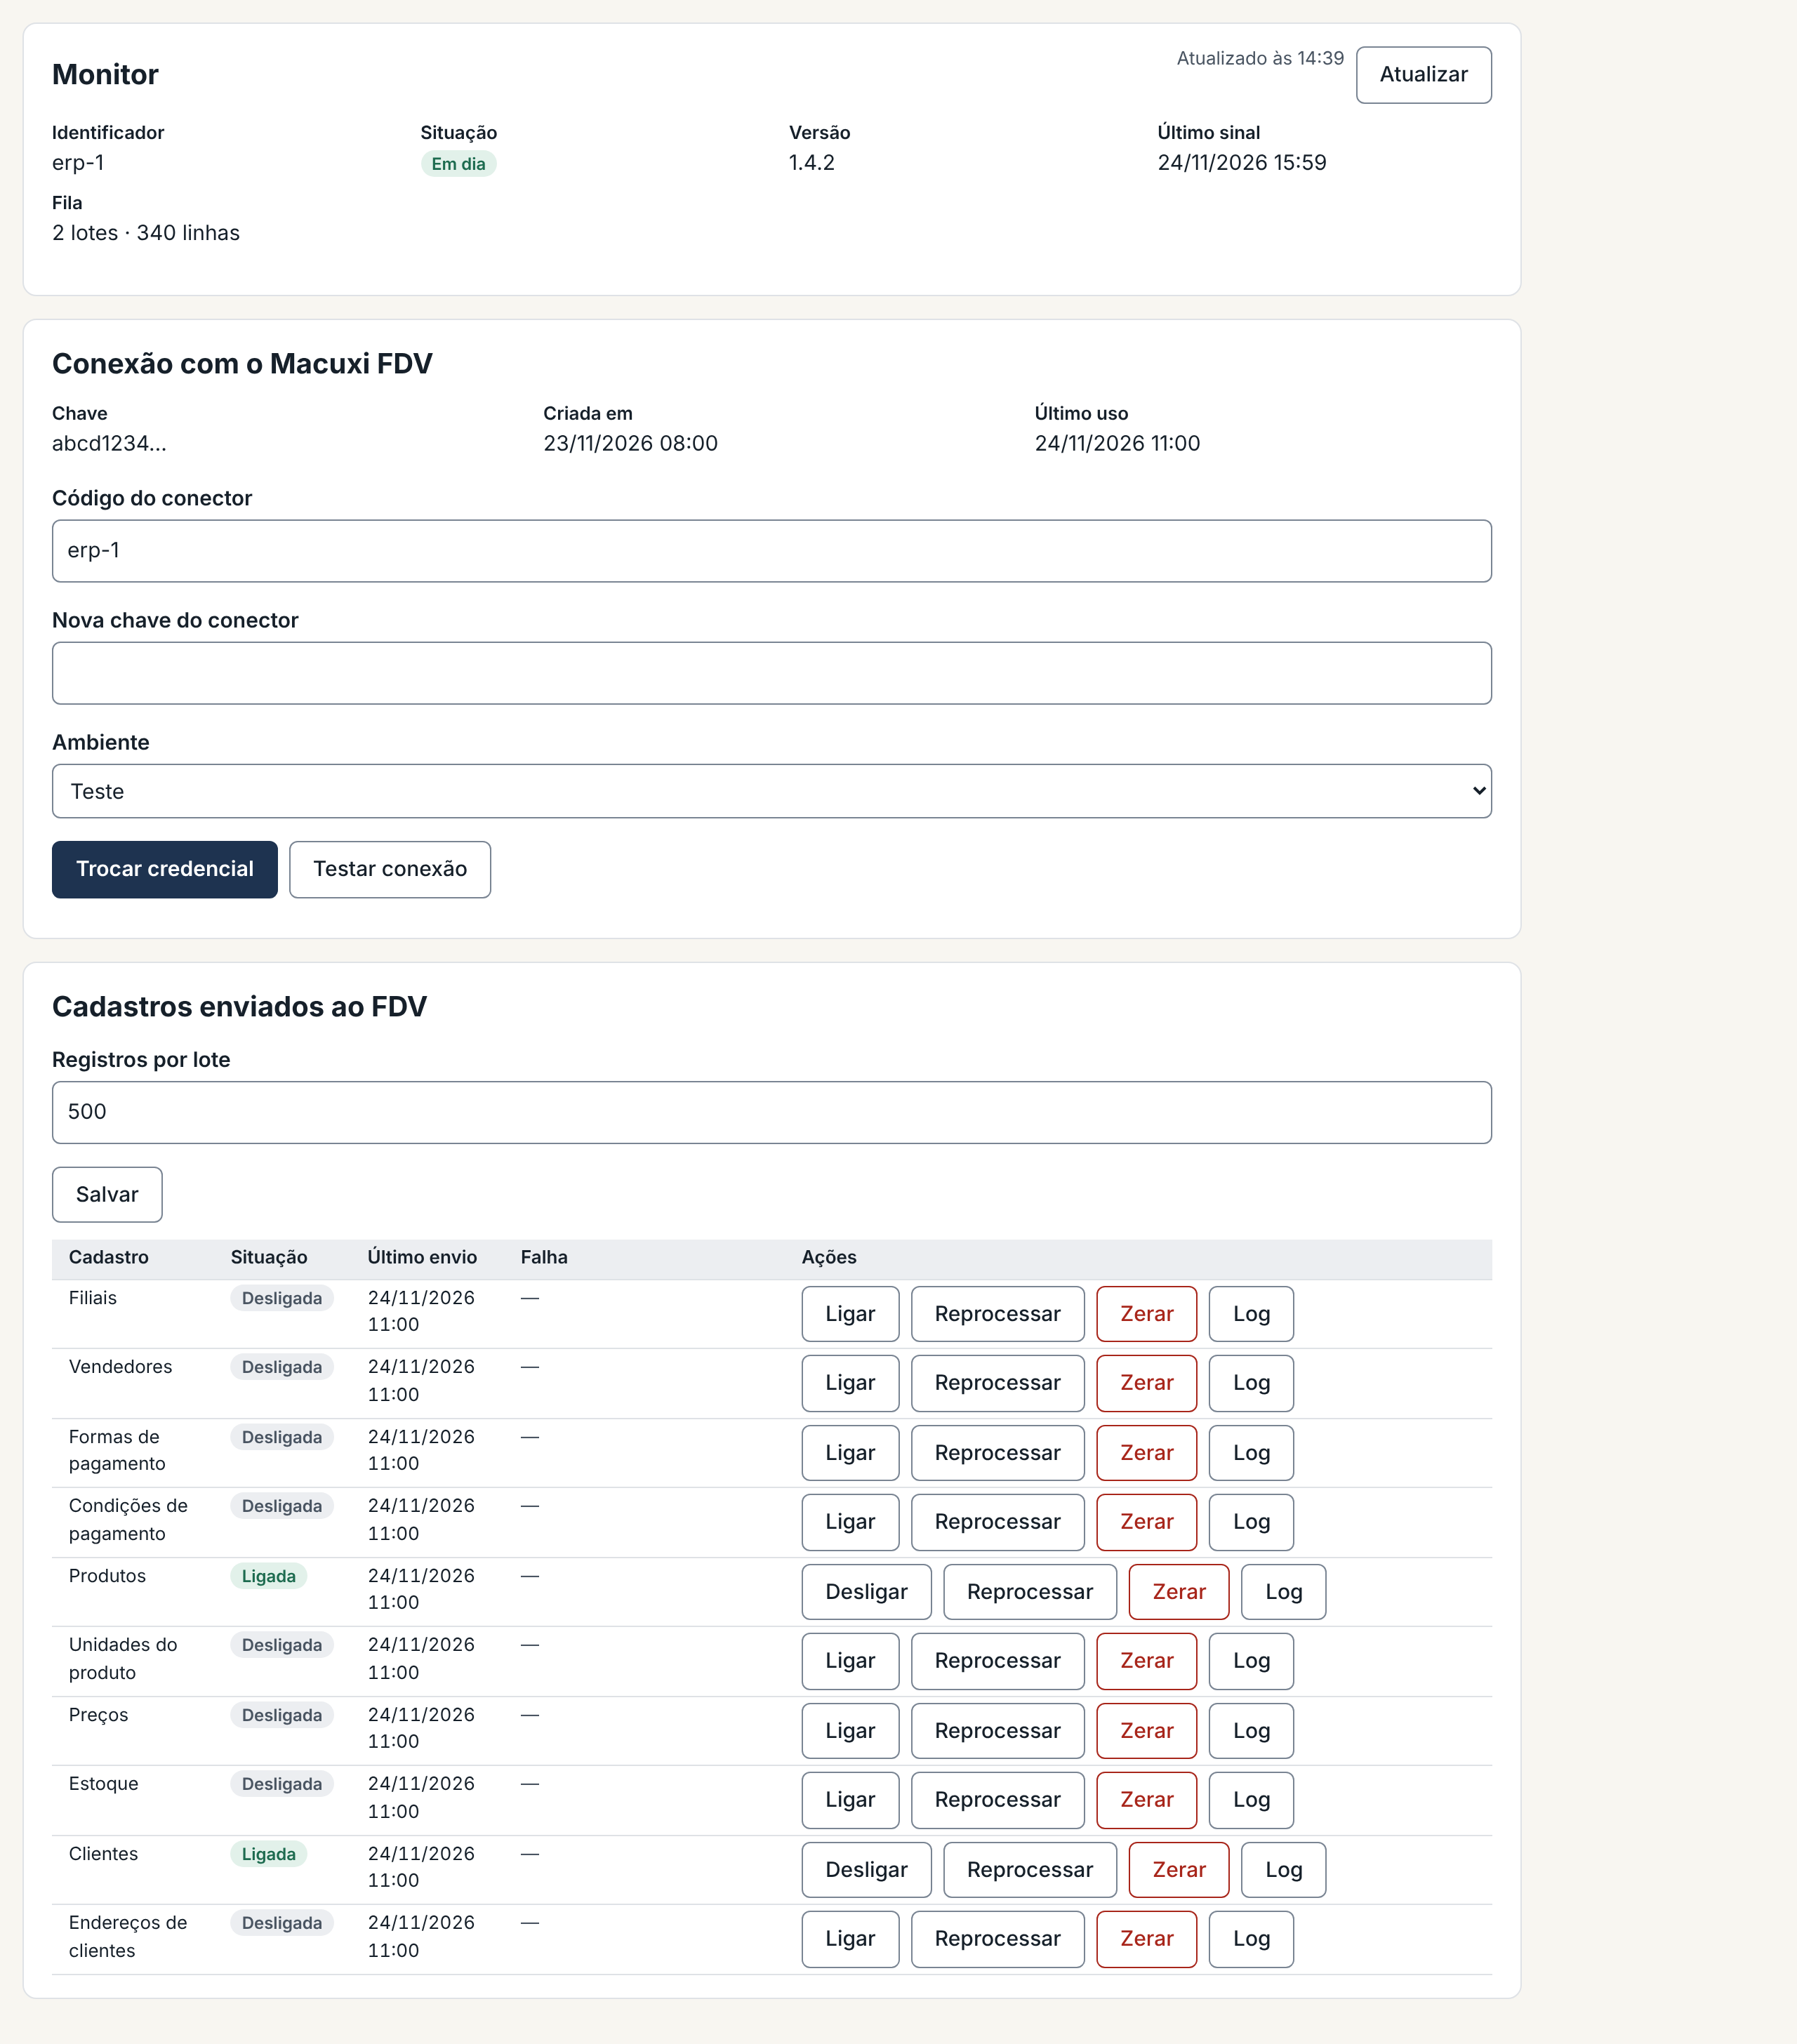 Monitor
Atualizado às 14:39
Atualizar
Identificador
Situação
Versão
Último sinal
erp-1
Em dia
1.4.2
24/11/2026 15:59
Fila
2 lotes · 340 linhas
Conexão com o Macuxi FDV
Chave
Criada em
Último uso
abcd1234…
23/11/2026 08:00
24/11/2026 11:00
Código do conector
erp-1
Nova chave do conector
Ambiente
Teste
Trocar credencial
Testar conexão
Cadastros enviados ao FDV
Registros por lote
500
Salvar
Cadastro Situação Último envio Falha Ações
Filiais Desligada 24/11/2026 — Ligar Reprocessar Zerar Log
11:00
Vendedores Desligada 24/11/2026 — Ligar Reprocessar Zerar Log
11:00
Formas de Desligada 24/11/2026 — Ligar Reprocessar Zerar Log
pagamento 11:00
Condições de Desligada 24/11/2026 — Ligar Reprocessar Zerar Log
pagamento 11:00
Produtos Ligada 24/11/2026 — Desligar Reprocessar Zerar Log
11:00
Unidades do Desligada 24/11/2026 — Ligar Reprocessar Zerar Log
produto 11:00
Preços Desligada 24/11/2026 — Ligar Reprocessar Zerar Log
11:00
Estoque Desligada 24/11/2026 — Ligar Reprocessar Zerar Log
11:00
Clientes Ligada 24/11/2026 — Desligar Reprocessar Zerar Log
11:00
Endereços de Desligada 24/11/2026 — Ligar Reprocessar Zerar Log
clientes 11:00